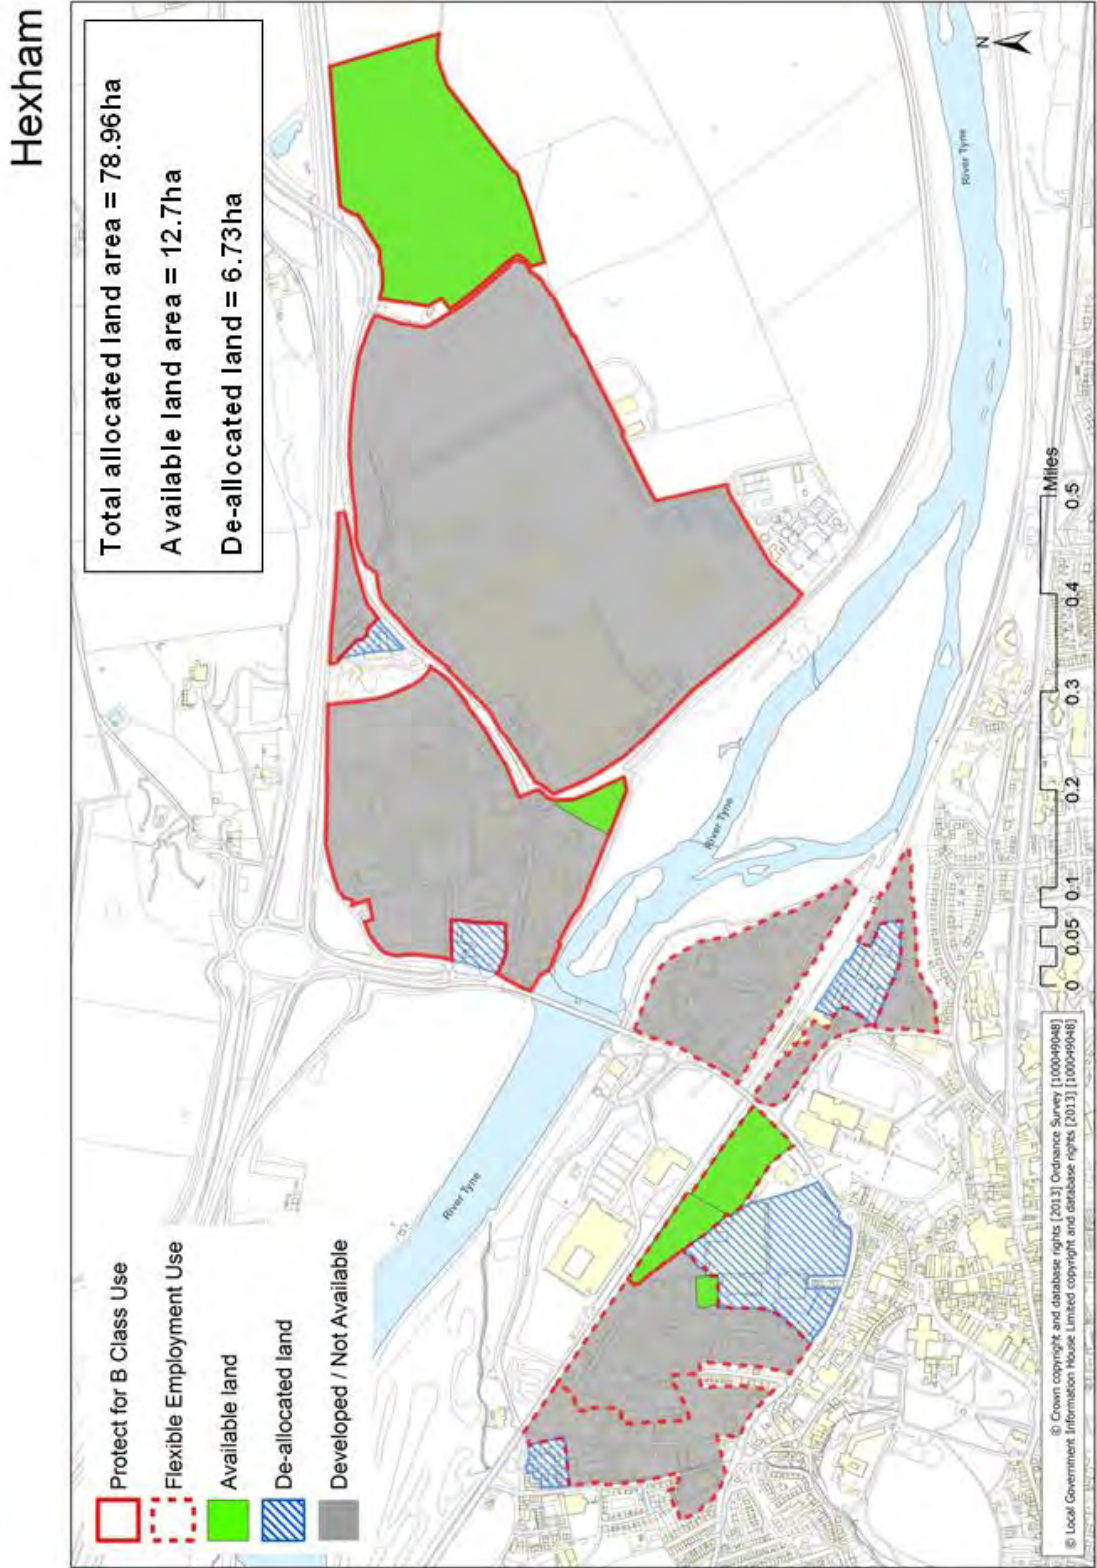 Hexham
Total allocated land area = 78.96ha
Available land area = 12.7ha
De-allocated land = 6.73ha
N
River Tyne
River Tyne
River Tyne
Protect for B Class Use
Flexible Employment Use
Available land
De-allocated land
Developed / Not Available
Miles
0 0.05 0.1 0.2 0.3 0.4 0.5
© Crown copyright and database rights [2013] Ordnance Survey [100049048]
© Local Government Information House Limited copyright and database rights [2013] [100049048]